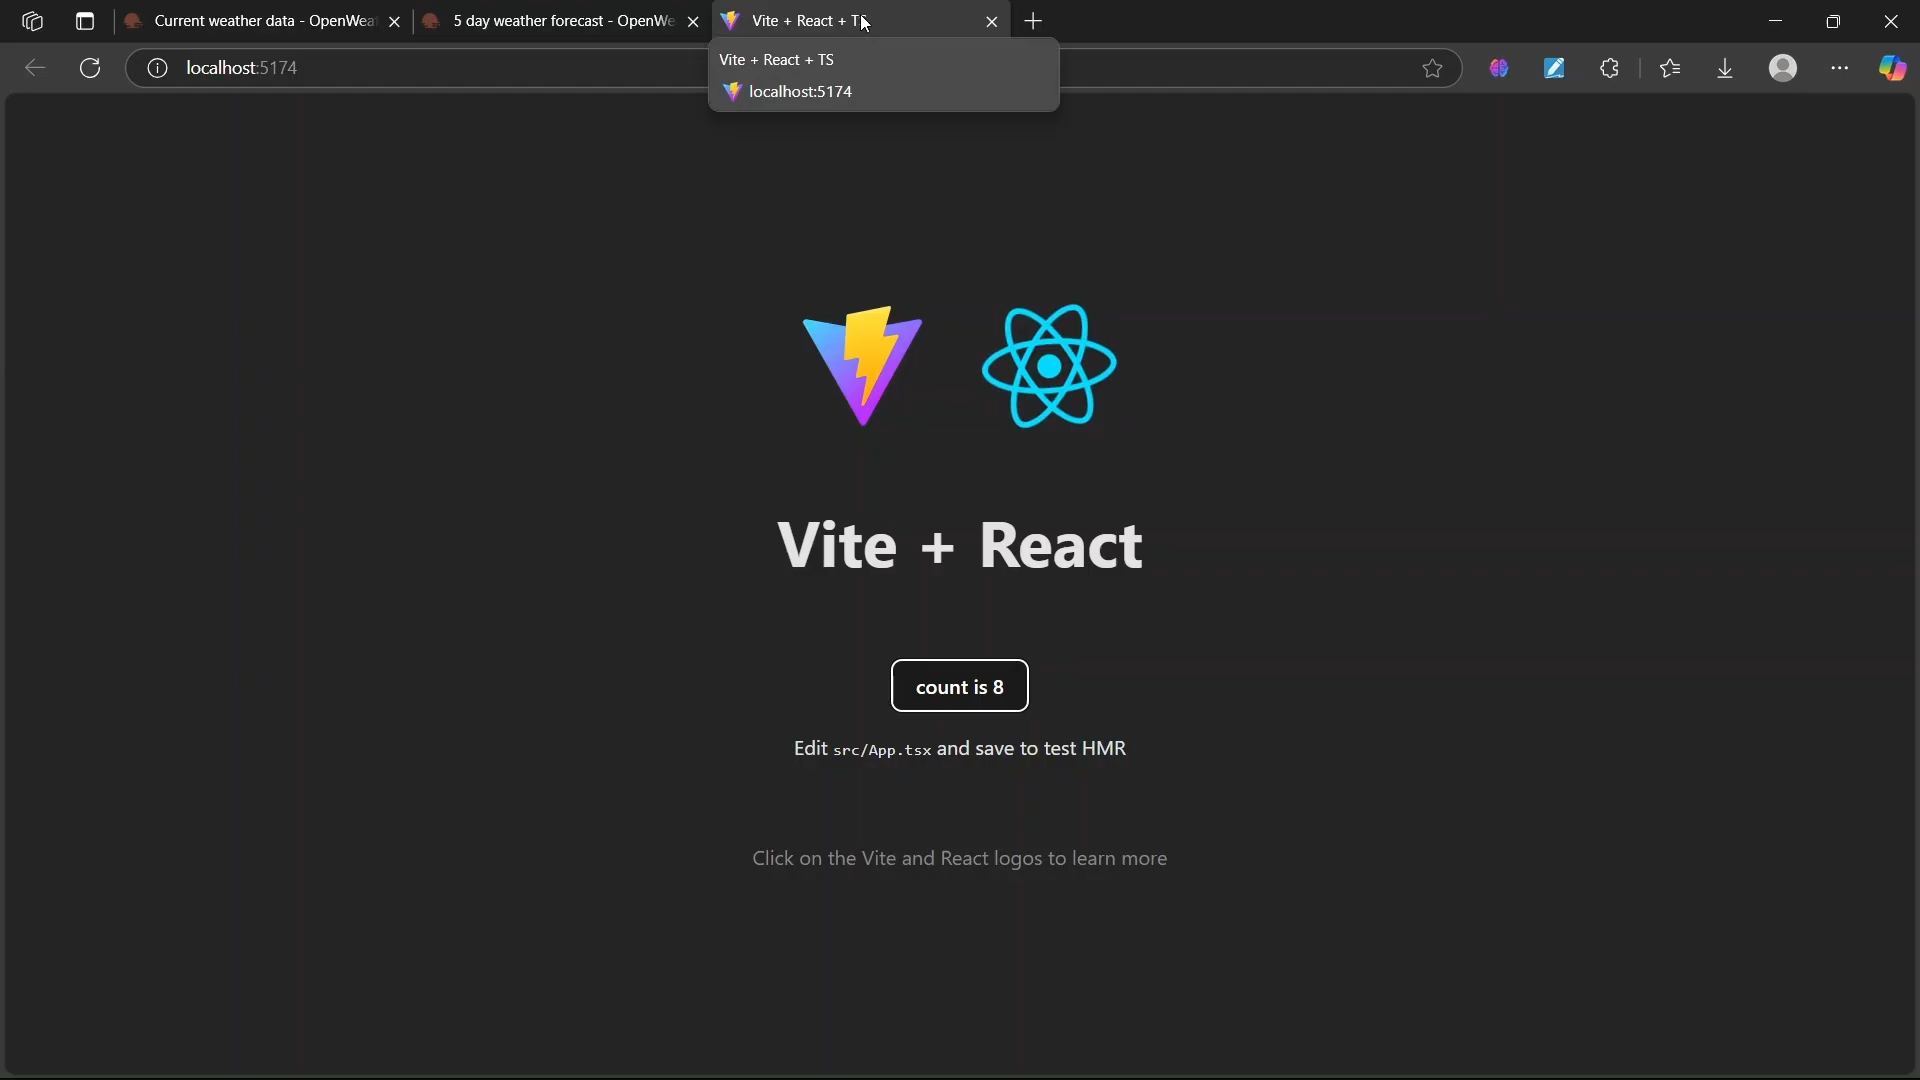 Current weather data - OpenWea
5 day weather forecast - OpenWe
Vite + React + TS
localhost:5174
Vite + React + TS
localhost:5174
Vite + React
count is 8
Edit src/App.tsx and save to test HMR
Click on the Vite and React logos to learn more